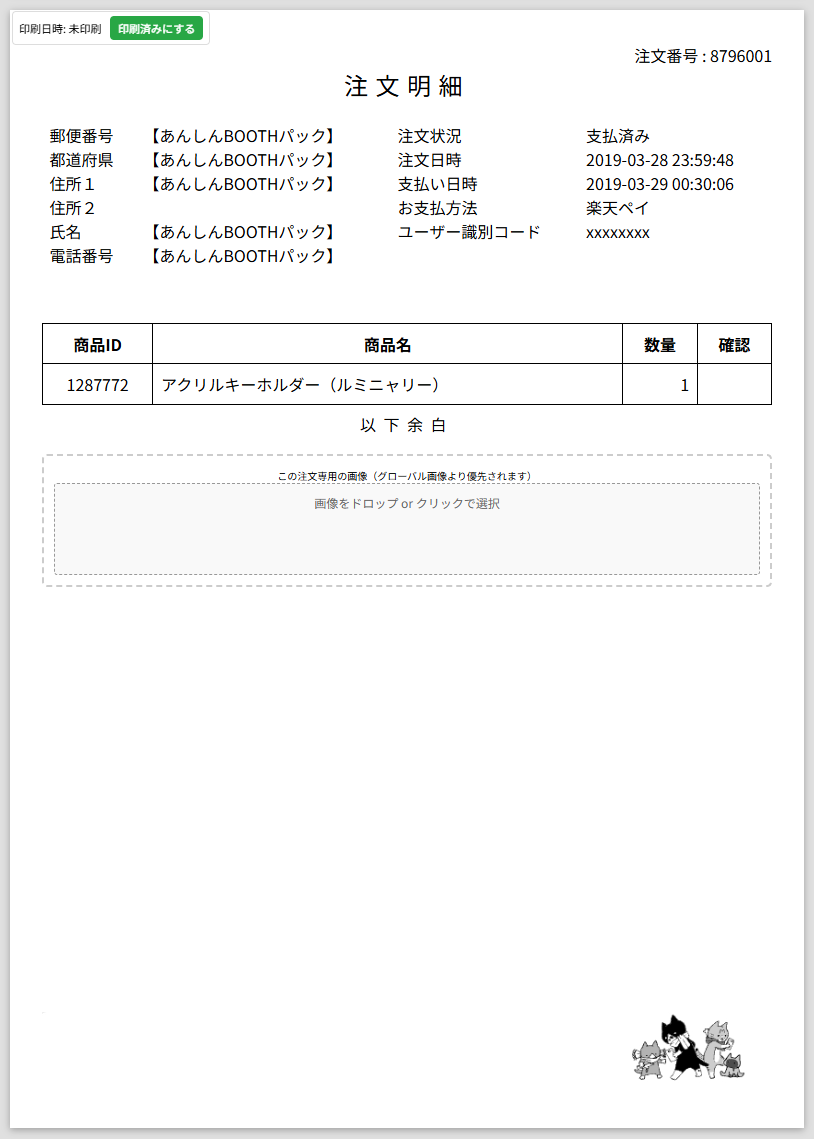 印刷日時: 未印刷 印刷済みにする
注文番号 : 8796001
注文明細
郵便番号 【あんしんBOOTHパック】 注文状況 支払済み
都道府県 【あんしんBOOTHパック】 注文日時 2019-03-28 23:59:48
住所１ 【あんしんBOOTHパック】 支払い日時 2019-03-29 00:30:06
住所２ お支払方法 楽天ペイ
氏名 【あんしんBOOTHパック】 ユーザー識別コード xxxxxxxx
電話番号 【あんしんBOOTHパック】
商品ID 商品名 数量 確認
1287772 アクリルキーホルダー（ルミニャリー） 1
以下余白
この注文専用の画像（グローバル画像より優先されます）
画像をドロップ or クリックで選択